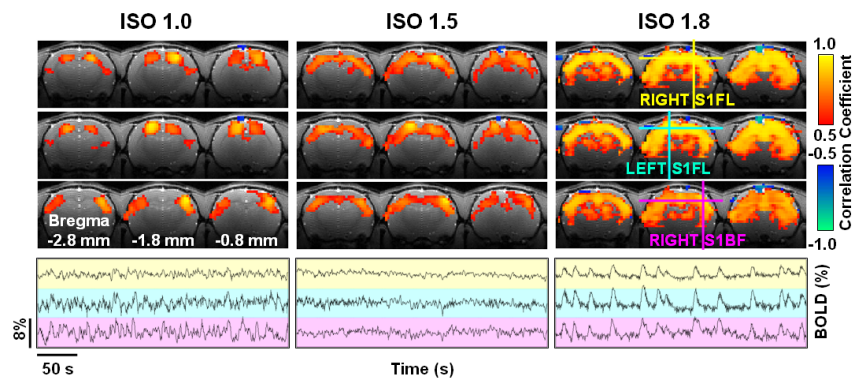 ISO 1.0
ISO 1.5
ISO 1.8
1.0
RIGHT S1FL
0.5
-0.5
LEFT S1FL
Correlation Coefficient
Bregma
-2.8 mm
-1.8 mm
-0.8 mm
RIGHT S1BF
-1.0
8%
BOLD (%)
50 s
Time (s)